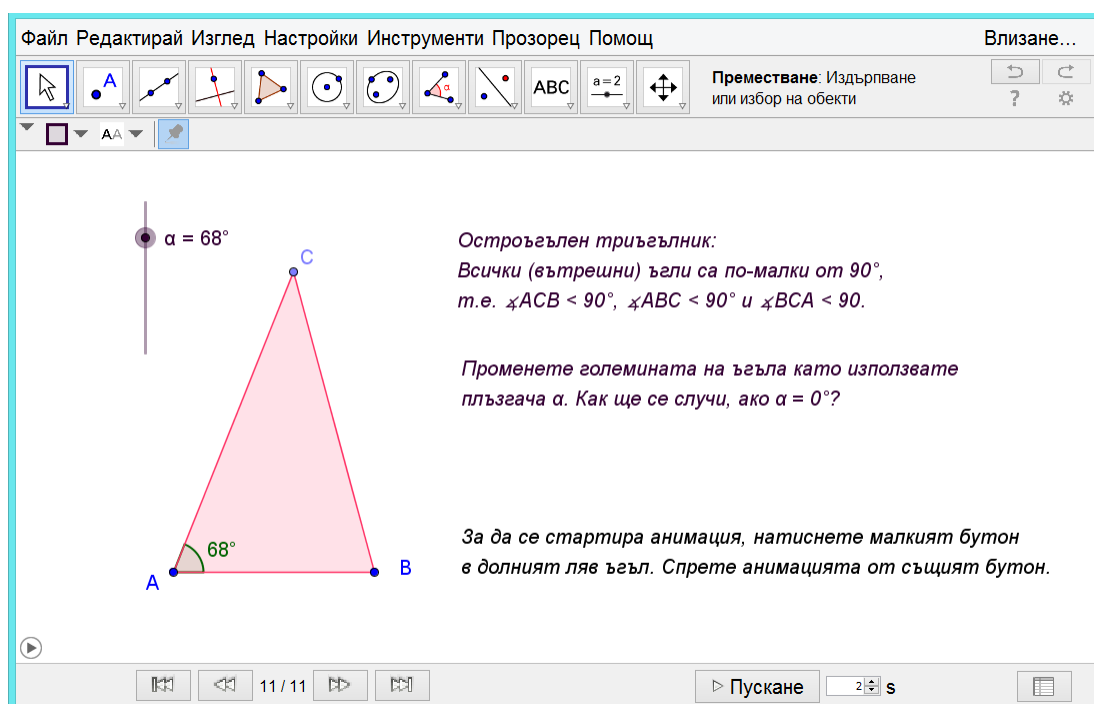 Файл Редактирай Изглед Настройки Инструменти Прозорец Помощ Влизане...
A α ABC a = 2 Преместване: Издърпване
или избор на обекти ?
AA
α = 68°
C
Остроъгълен триъгълник:
Всички (вътрешни) ъгли са по-малки от 90°,
т.е. ∡ACB < 90°, ∡ABC < 90° и ∡BCA < 90.
Променете големината на ъгъла като използвате
плъзгача α. Как ще се случи, ако α = 0°?
За да се стартира анимация, натиснете малкият бутон
в долният ляв ъгъл. Спрете анимацията от същият бутон.
68°
A
B
11 / 11 Пускане 2 s